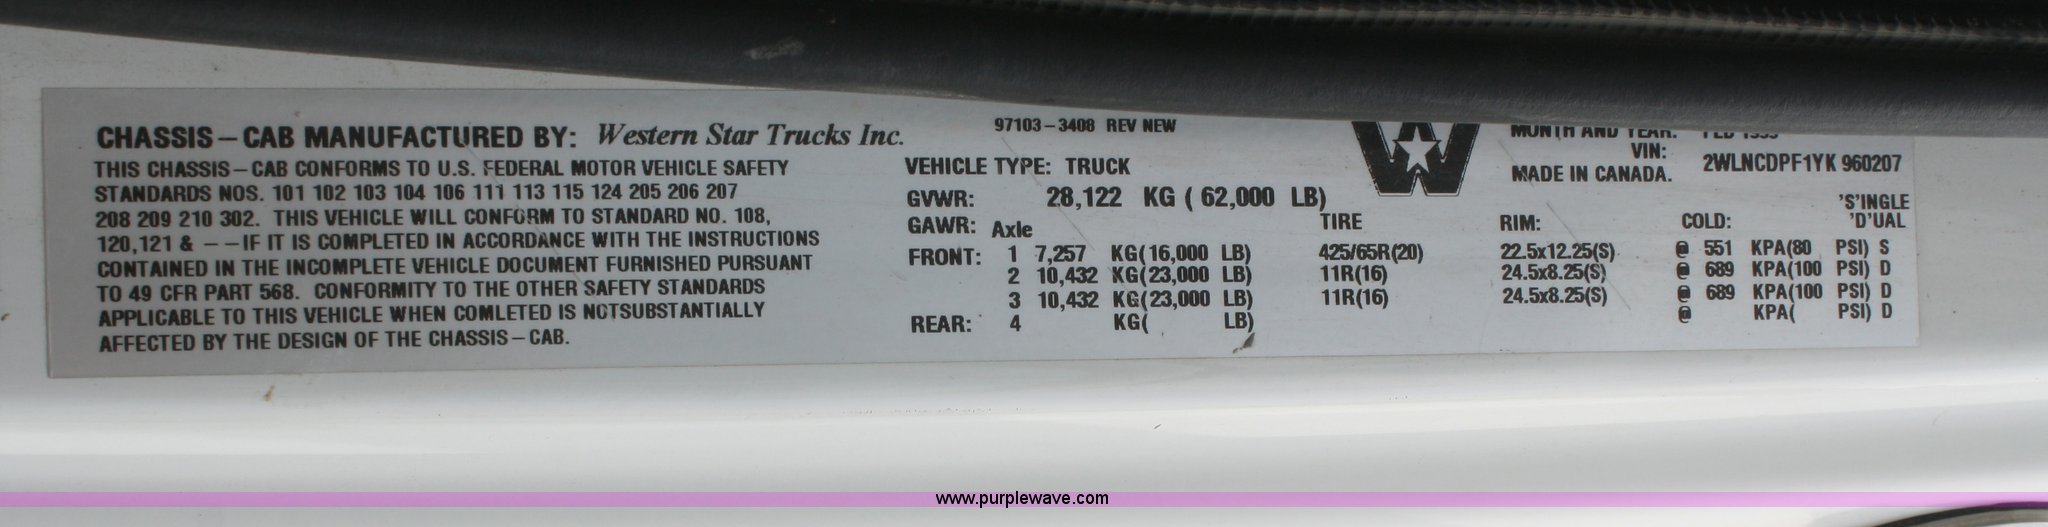 CHASSIS-CAB MANUFACTURED BY: Western Star Trucks Inc.
THIS CHASSIS-CAB CONFORMS TO U.S. FEDERAL MOTOR VEHICLE SAFETY
STANDARDS NOS. 101 102 103 104 106 111 113 115 124 205 206 207
208 209 210 302. THIS VEHICLE WILL CONFORM TO STANDARD NO. 108,
120,121 & --IF IT IS COMPLETED IN ACCORDANCE WITH THE INSTRUCTIONS
CONTAINED IN THE INCOMPLETE VEHICLE DOCUMENT FURNISHED PURSUANT
TO 49 CFR PART 568. CONFORMITY TO THE OTHER SAFETY STANDARDS
APPLICABLE TO THIS VEHICLE WHEN COMLETED IS NOTSUBSTANTIALLY
AFFECTED BY THE DESIGN OF THE CHASSIS-CAB.
97103-3408 REV NEW
W
MONTH AND YEAR:
VIN:
2WLNCDPF1YK 960207
MADE IN CANADA.
VEHICLE TYPE: TRUCK
GVWR: 28,122 KG ( 62,000 LB)
'S'INGLE
GAWR: Axle TIRE RIM: COLD: 'D'UAL
FRONT: 1 7,257 KG(16,000 LB) 425/65R(20) 22.5x12.25(S) @ 551 KPA(80 PSI) S
2 10,432 KG(23,000 LB) 11R(16) 24.5x8.25(S) @ 689 KPA(100 PSI) D
3 10,432 KG(23,000 LB) 11R(16) 24.5x8.25(S) @ 689 KPA(100 PSI) D
REAR: 4 KG( LB) @ KPA( PSI) D
www.purplewave.com